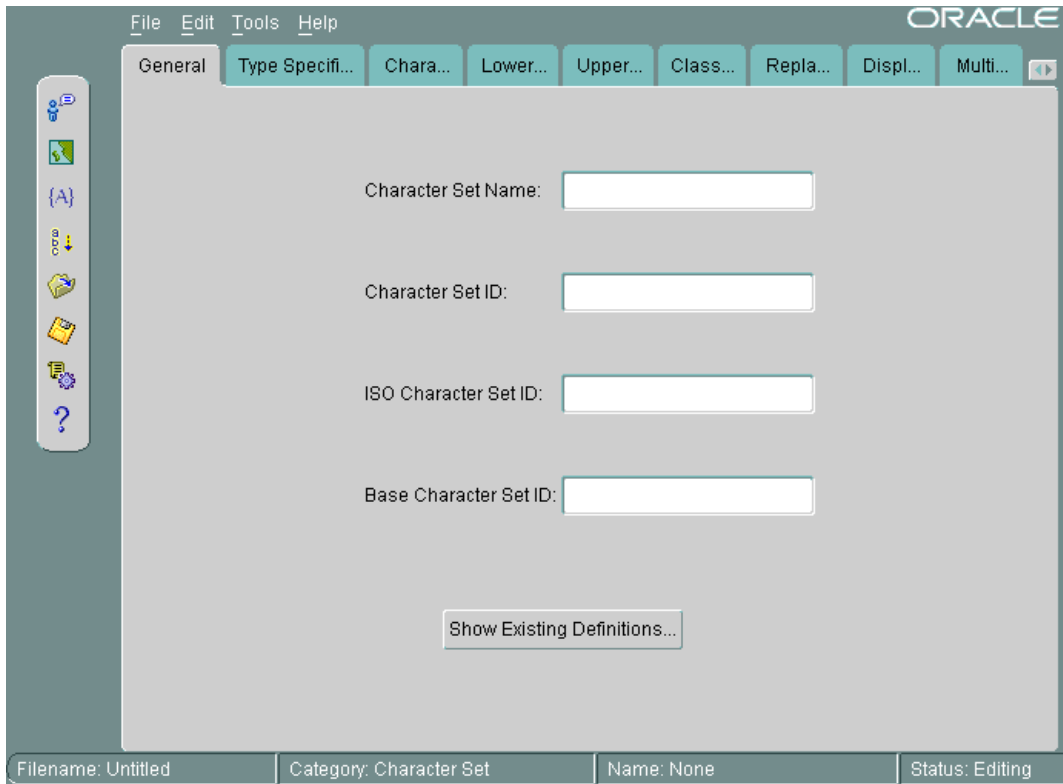 File Edit Tools Help
ORACLE
General Type Specifi... Chara... Lower... Upper... Class... Repla... Displ... Multi...
{A}
a
b
c
?
Character Set Name:
Character Set ID:
ISO Character Set ID:
Base Character Set ID:
Show Existing Definitions...
Filename: Untitled Category: Character Set Name: None Status: Editing